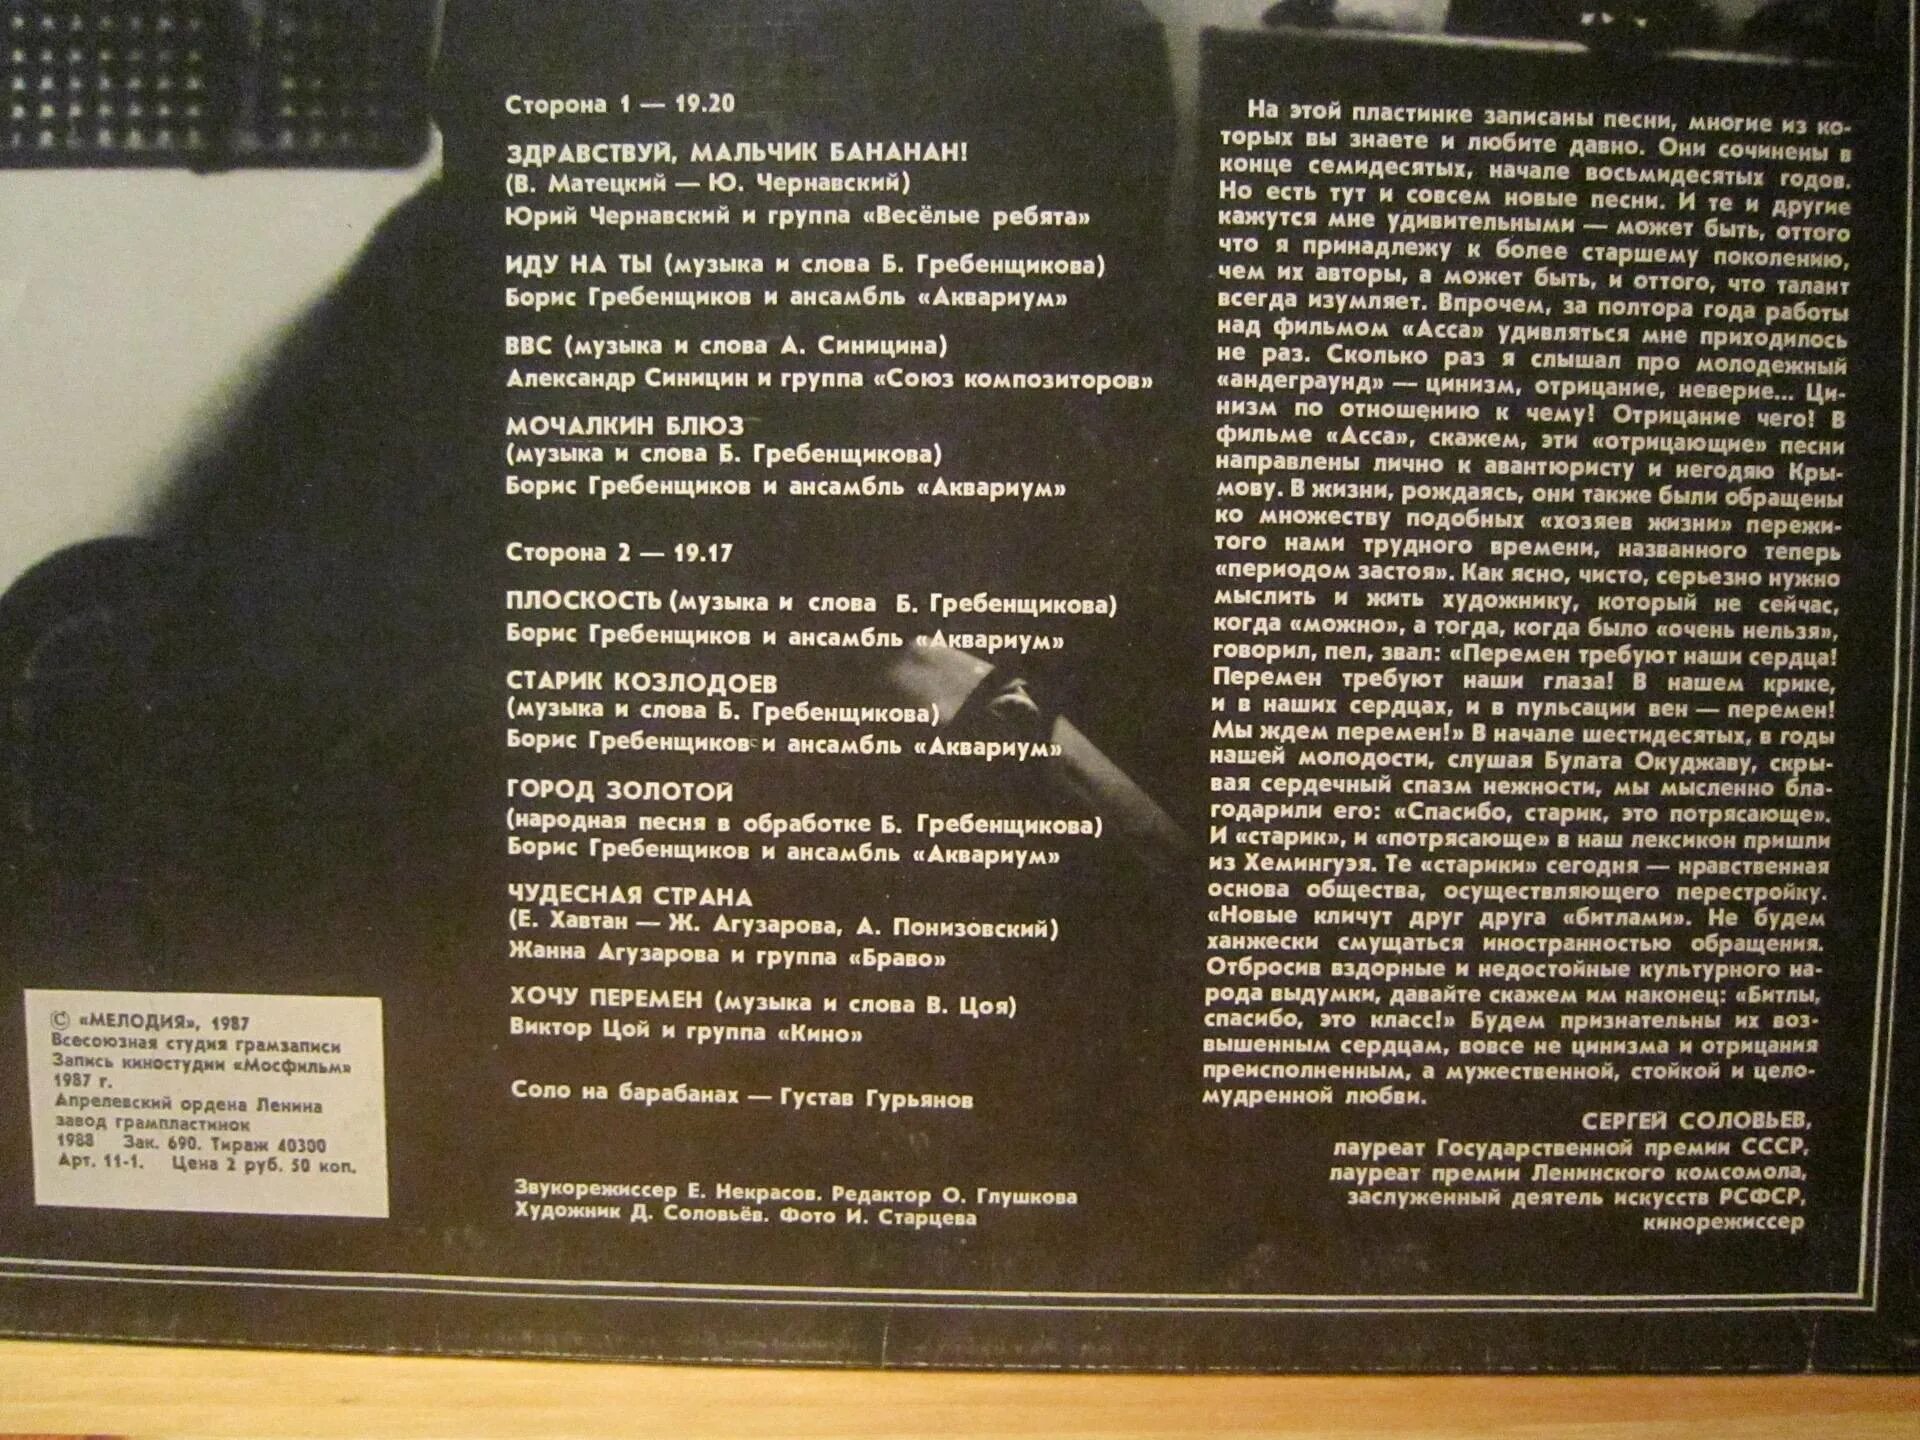 Сторона 1 — 19.20
ЗДРАВСТВУЙ, МАЛЬЧИК БАНАНАН!
(В. Матецкий — Ю. Чернавский)
Юрий Чернавский и группа «Весёлые ребята»
ИДУ НА ТЫ (музыка и слова Б. Гребенщикова)
Борис Гребенщиков и ансамбль «Аквариум»
ВВС (музыка и слова А. Синицина)
Александр Синицин и группа «Союз композиторов»
МОЧАЛКИН БЛЮЗ
(музыка и слова Б. Гребенщикова)
Борис Гребенщиков и ансамбль «Аквариум»
Сторона 2 — 19.17
ПЛОСКОСТЬ (музыка и слова Б. Гребенщикова)
Борис Гребенщиков и ансамбль «Аквариум»
СТАРИК КОЗЛОДОЕВ
(музыка и слова Б. Гребенщикова)
Борис Гребенщиков и ансамбль «Аквариум»
ГОРОД ЗОЛОТОЙ
(народная песня в обработке Б. Гребенщикова)
Борис Гребенщиков и ансамбль «Аквариум»
ЧУДЕСНАЯ СТРАНА
(Е. Хавтан — Ж. Агузарова, А. Понизовский)
Жанна Агузарова и группа «Браво»
ХОЧУ ПЕРЕМЕН (музыка и слова В. Цоя)
Виктор Цой и группа «Кино»
Соло на барабанах — Густав Гурьянов
Звукорежиссер Е. Некрасов. Редактор О. Глушкова
Художник Д. Соловьёв. Фото И. Старцева
На этой пластинке записаны песни, многие из ко-
торых вы знаете и любите давно. Они сочинены в
конце семидесятых, начале восьмидесятых годов.
Но есть тут и совсем новые песни. И те и другие
кажутся мне удивительными — может быть, оттого
что я принадлежу к более старшему поколению,
чем их авторы, а может быть, и оттого, что талант
всегда изумляет. Впрочем, за полтора года работы
над фильмом «Асса» удивляться мне приходилось
не раз. Сколько раз я слышал про молодежный
«андеграунд» — цинизм, отрицание, неверие... Ци-
низм по отношению к чему! Отрицание чего! В
фильме «Асса», скажем, эти «отрицающие» песни
направлены лично к авантюристу и негодяю Кры-
мову. В жизни, рождаясь, они также были обращены
ко множеству подобных «хозяев жизни» пережи-
того нами трудного времени, названного теперь
«периодом застоя». Как ясно, чисто, серьезно нужно
мыслить и жить художнику, который не сейчас,
когда «можно», а тогда, когда было «очень нельзя»,
говорил, пел, звал: «Перемен требуют наши сердца!
Перемен требуют наши глаза! В нашем крике,
и в наших сердцах, и в пульсации вен — перемен!
Мы ждем перемен!» В начале шестидесятых, в годы
нашей молодости, слушая Булата Окуджаву, скры-
вая сердечный спазм нежности, мы мысленно бла-
годарили его: «Спасибо, старик, это потрясающе».
И «старик», и «потрясающе» в наш лексикон пришли
из Хемингуэя. Те «старики» сегодня — нравственная
основа общества, осуществляющего перестройку.
«Новые кличут друг друга «битлами». Не будем
ханжески смущаться иностранностью обращения.
Отбросив вздорные и недостойные культурного на-
рода выдумки, давайте скажем им наконец: «Битлы,
спасибо, это класс!» Будем признательны их воз-
вышенным сердцам, вовсе не цинизма и отрицания
преисполненным, а мужественной, стойкой и цело-
мудренной любви.
СЕРГЕЙ СОЛОВЬЕВ,
лауреат Государственной премии СССР,
лауреат премии Ленинского комсомола,
заслуженный деятель искусств РСФСР,
кинорежиссер
© «МЕЛОДИЯ», 1987
Всесоюзная студия грамзаписи
Запись киностудии «Мосфильм»
1987 г.
Апрелевский ордена Ленина
завод грампластинок
1988 Зак. 690. Тираж 40300
Арт. 11-1. Цена 2 руб. 50 коп.